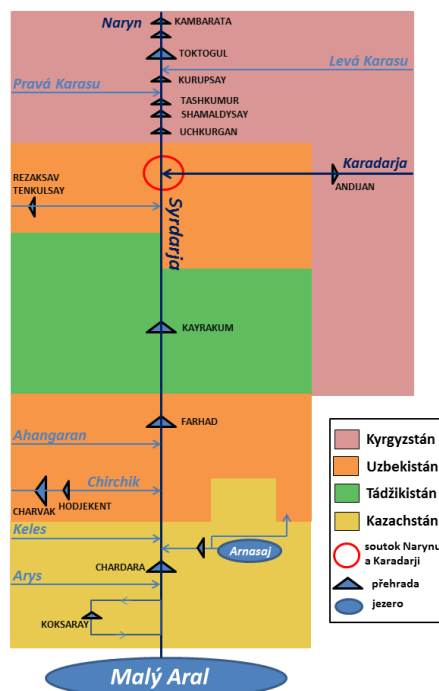 Naryn
KAMBARATA
TOKTOGUL
Levá Karasu
KURUPSAY
Pravá Karasu
TASHKUMUR
SHAMALDYSAY
UCHKURGAN
Karadarja
REZAKSAV
TENKULSAY
ANDIJAN
Syrdarja
KAYRAKUM
FARHAD
Ahangaran
Chirchik
CHARVAK
HODJEKENT
Keles
Arnasaj
CHARDARA
Arys
KOKSARAY
Malý Aral
Kyrgyzstán
Uzbekistán
Tádžikistán
Kazachstán
soutok Narynu
a Karadarji
přehrada
jezero